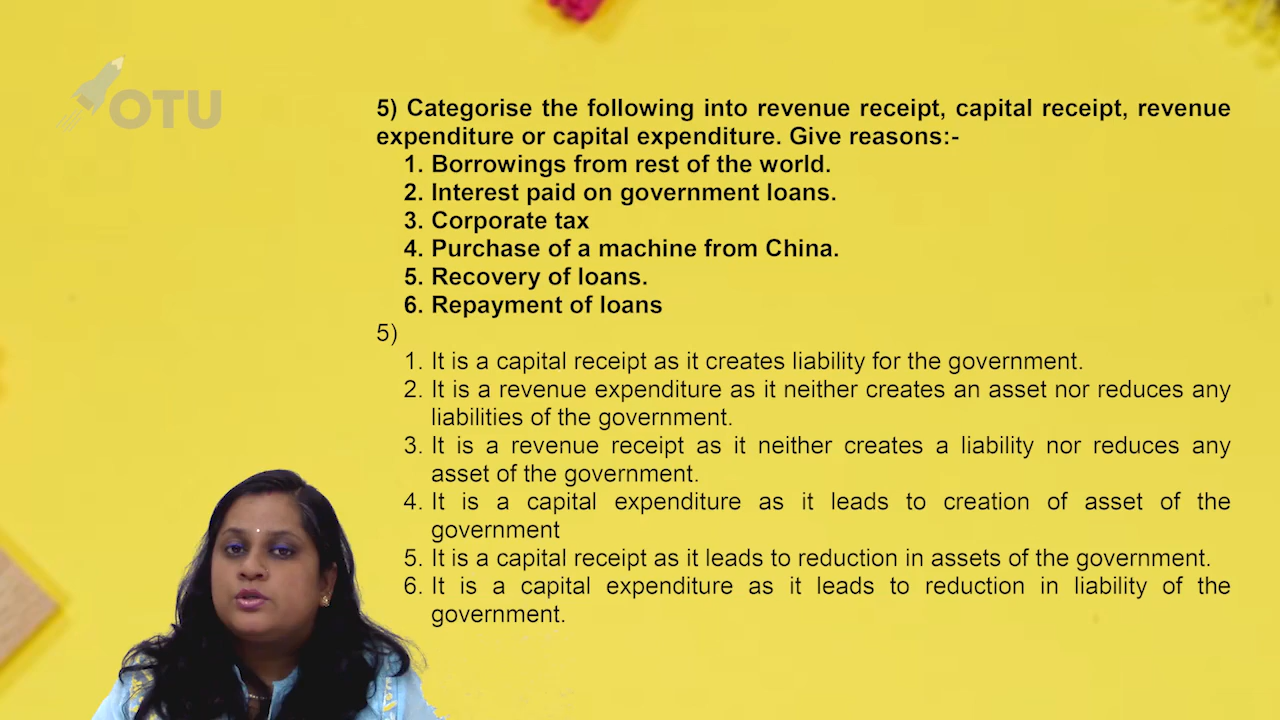 OTU
5) Categorise the following into revenue receipt, capital receipt, revenue
expenditure or capital expenditure. Give reasons:-
1. Borrowings from rest of the world.
2. Interest paid on government loans.
3. Corporate tax
4. Purchase of a machine from China.
5. Recovery of loans.
6. Repayment of loans
5)
1. It is a capital receipt as it creates liability for the government.
2. It is a revenue expenditure as it neither creates an asset nor reduces any
liabilities of the government.
3. It is a revenue receipt as it neither creates a liability nor reduces any
asset of the government.
4. It is a capital expenditure as it leads to creation of asset of the
government
5. It is a capital receipt as it leads to reduction in assets of the government.
6. It is a capital expenditure as it leads to reduction in liability of the
government.